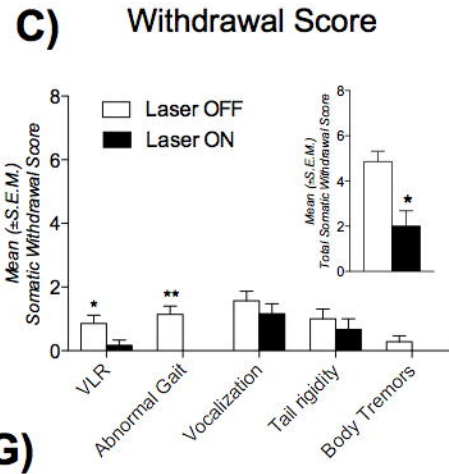 C) Withdrawal Score
Laser OFF
Laser ON
Mean (±S.E.M.)
Somatic Withdrawal Score
8
6
4
2
0
*
**
VLR
Abnormal Gait
Vocalization
Tail rigidity
Body Tremors
Mean (±S.E.M.)
Total Somatic Withdrawal Score
8
6
4
2
0
*
G)